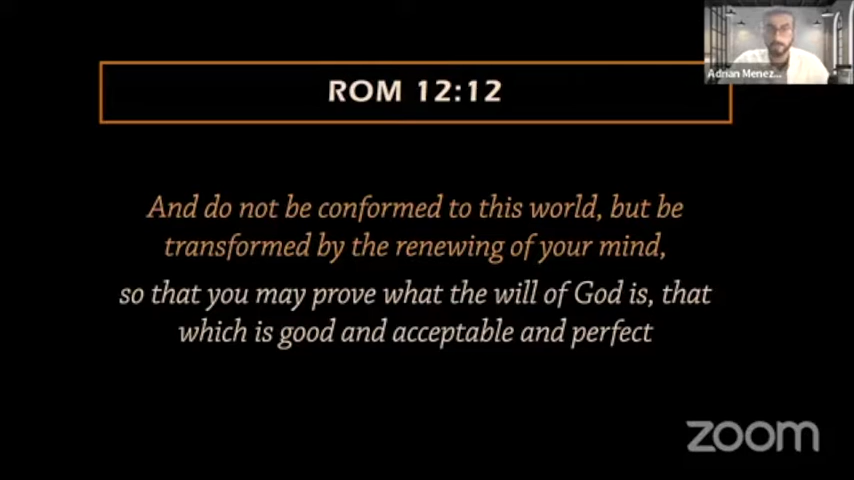 Adrian Menez...
ROM 12:12
And do not be conformed to this world, but be
transformed by the renewing of your mind,
so that you may prove what the will of God is, that
which is good and acceptable and perfect
zoom